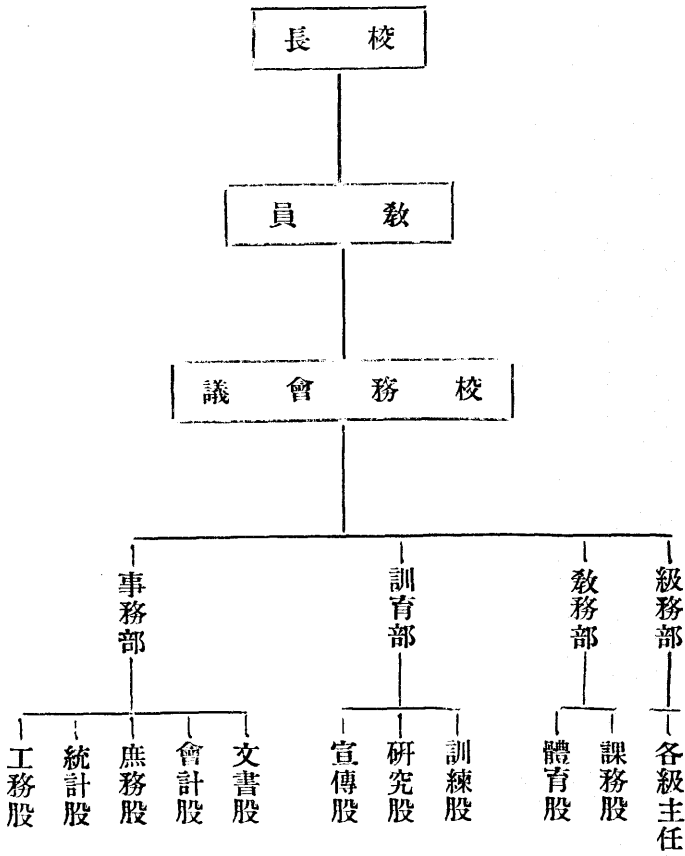 校長
教員
校務會議
級務部
教務部
訓育部
事務部
各級主任
課務股
體育股
訓練股
研究股
宣傳股
文書股
會計股
庶務股
統計股
工務股